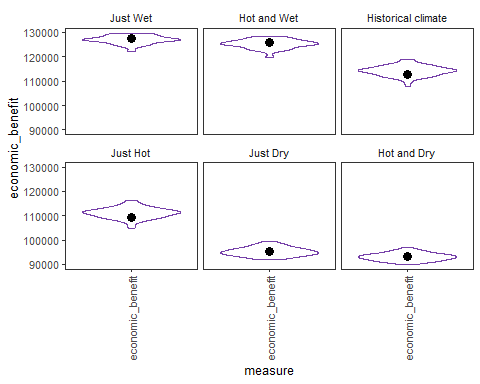 Just Wet
Hot and Wet
Historical climate
130000
120000
110000
100000
90000
economic_benefit
Just Hot
Just Dry
Hot and Dry
130000
120000
110000
100000
90000
economic_benefit
economic_benefit
economic_benefit
measure